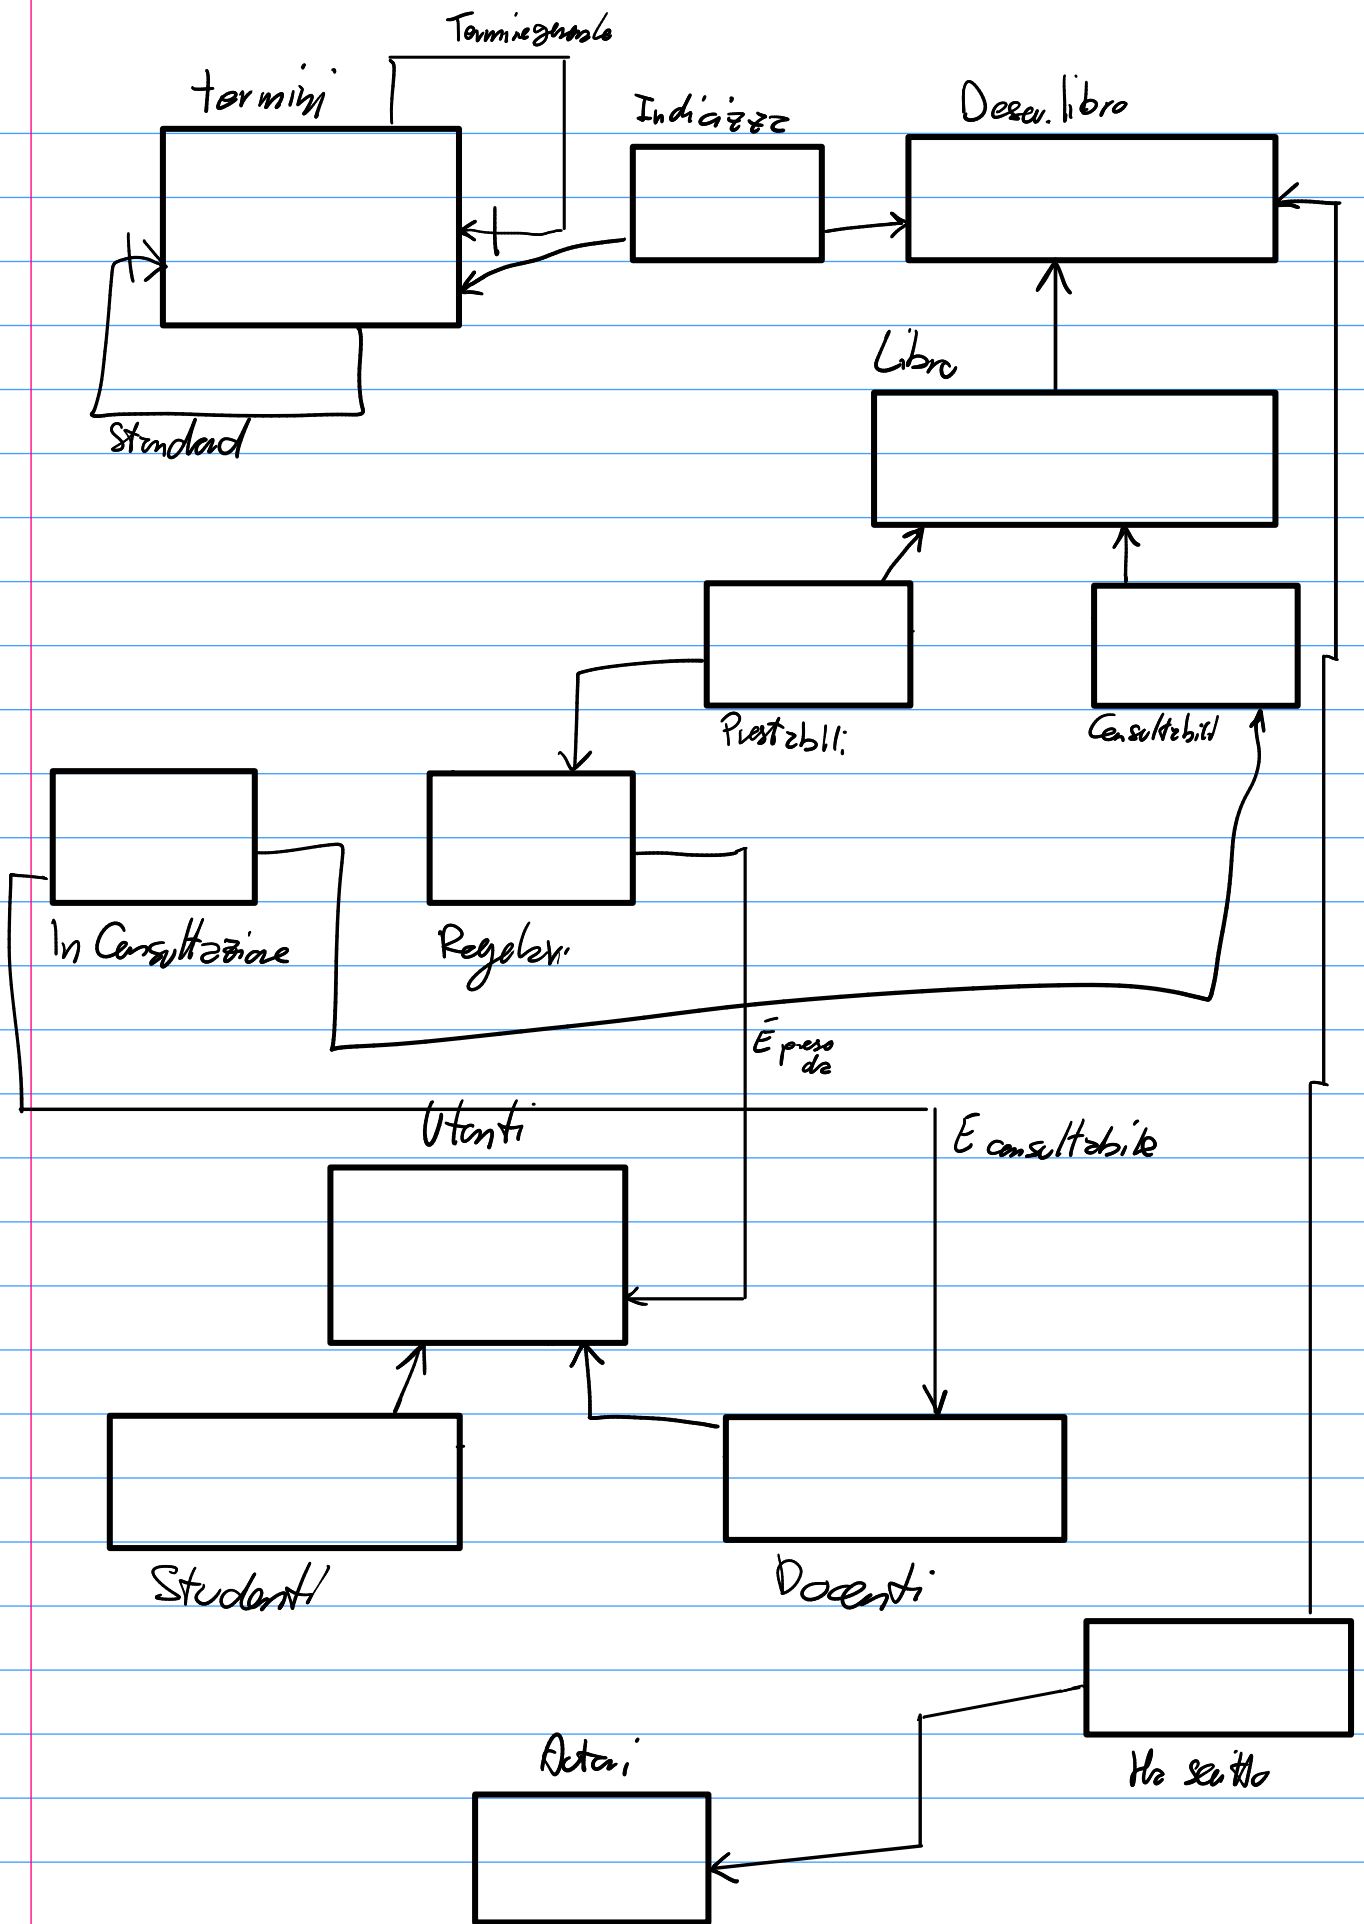 Terminegenerale
termini
Indicizza
Descr. libro
Libro
Standard
Prestabili
Consultabili
In Consultazione
Regolari
È preso
da
Utenti
E consultabile
Studenti
Docenti
Ha scritto
Autori